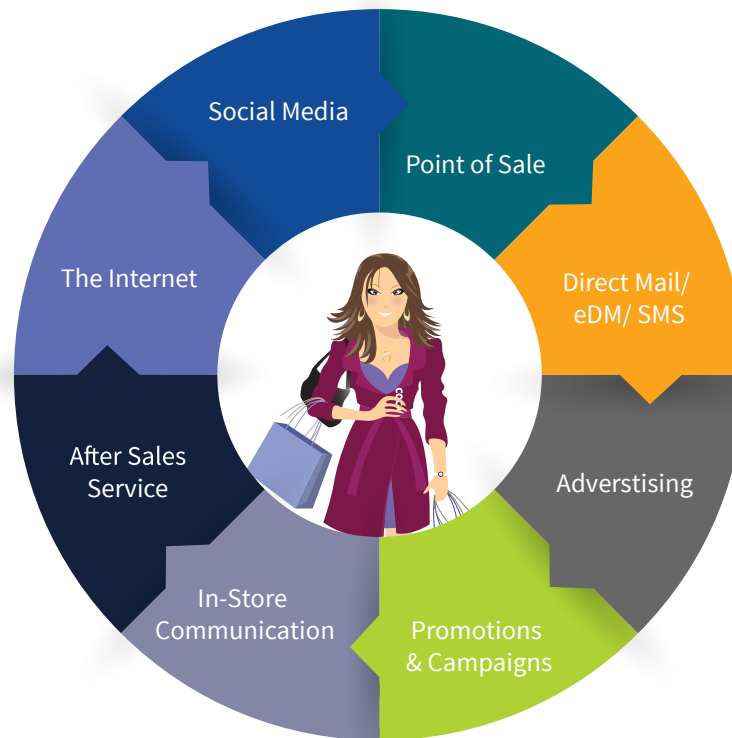 Social Media
Point of Sale
Direct Mail/
eDM/ SMS
Adverstising
Promotions
& Campaigns
In-Store
Communication
After Sales
Service
The Internet